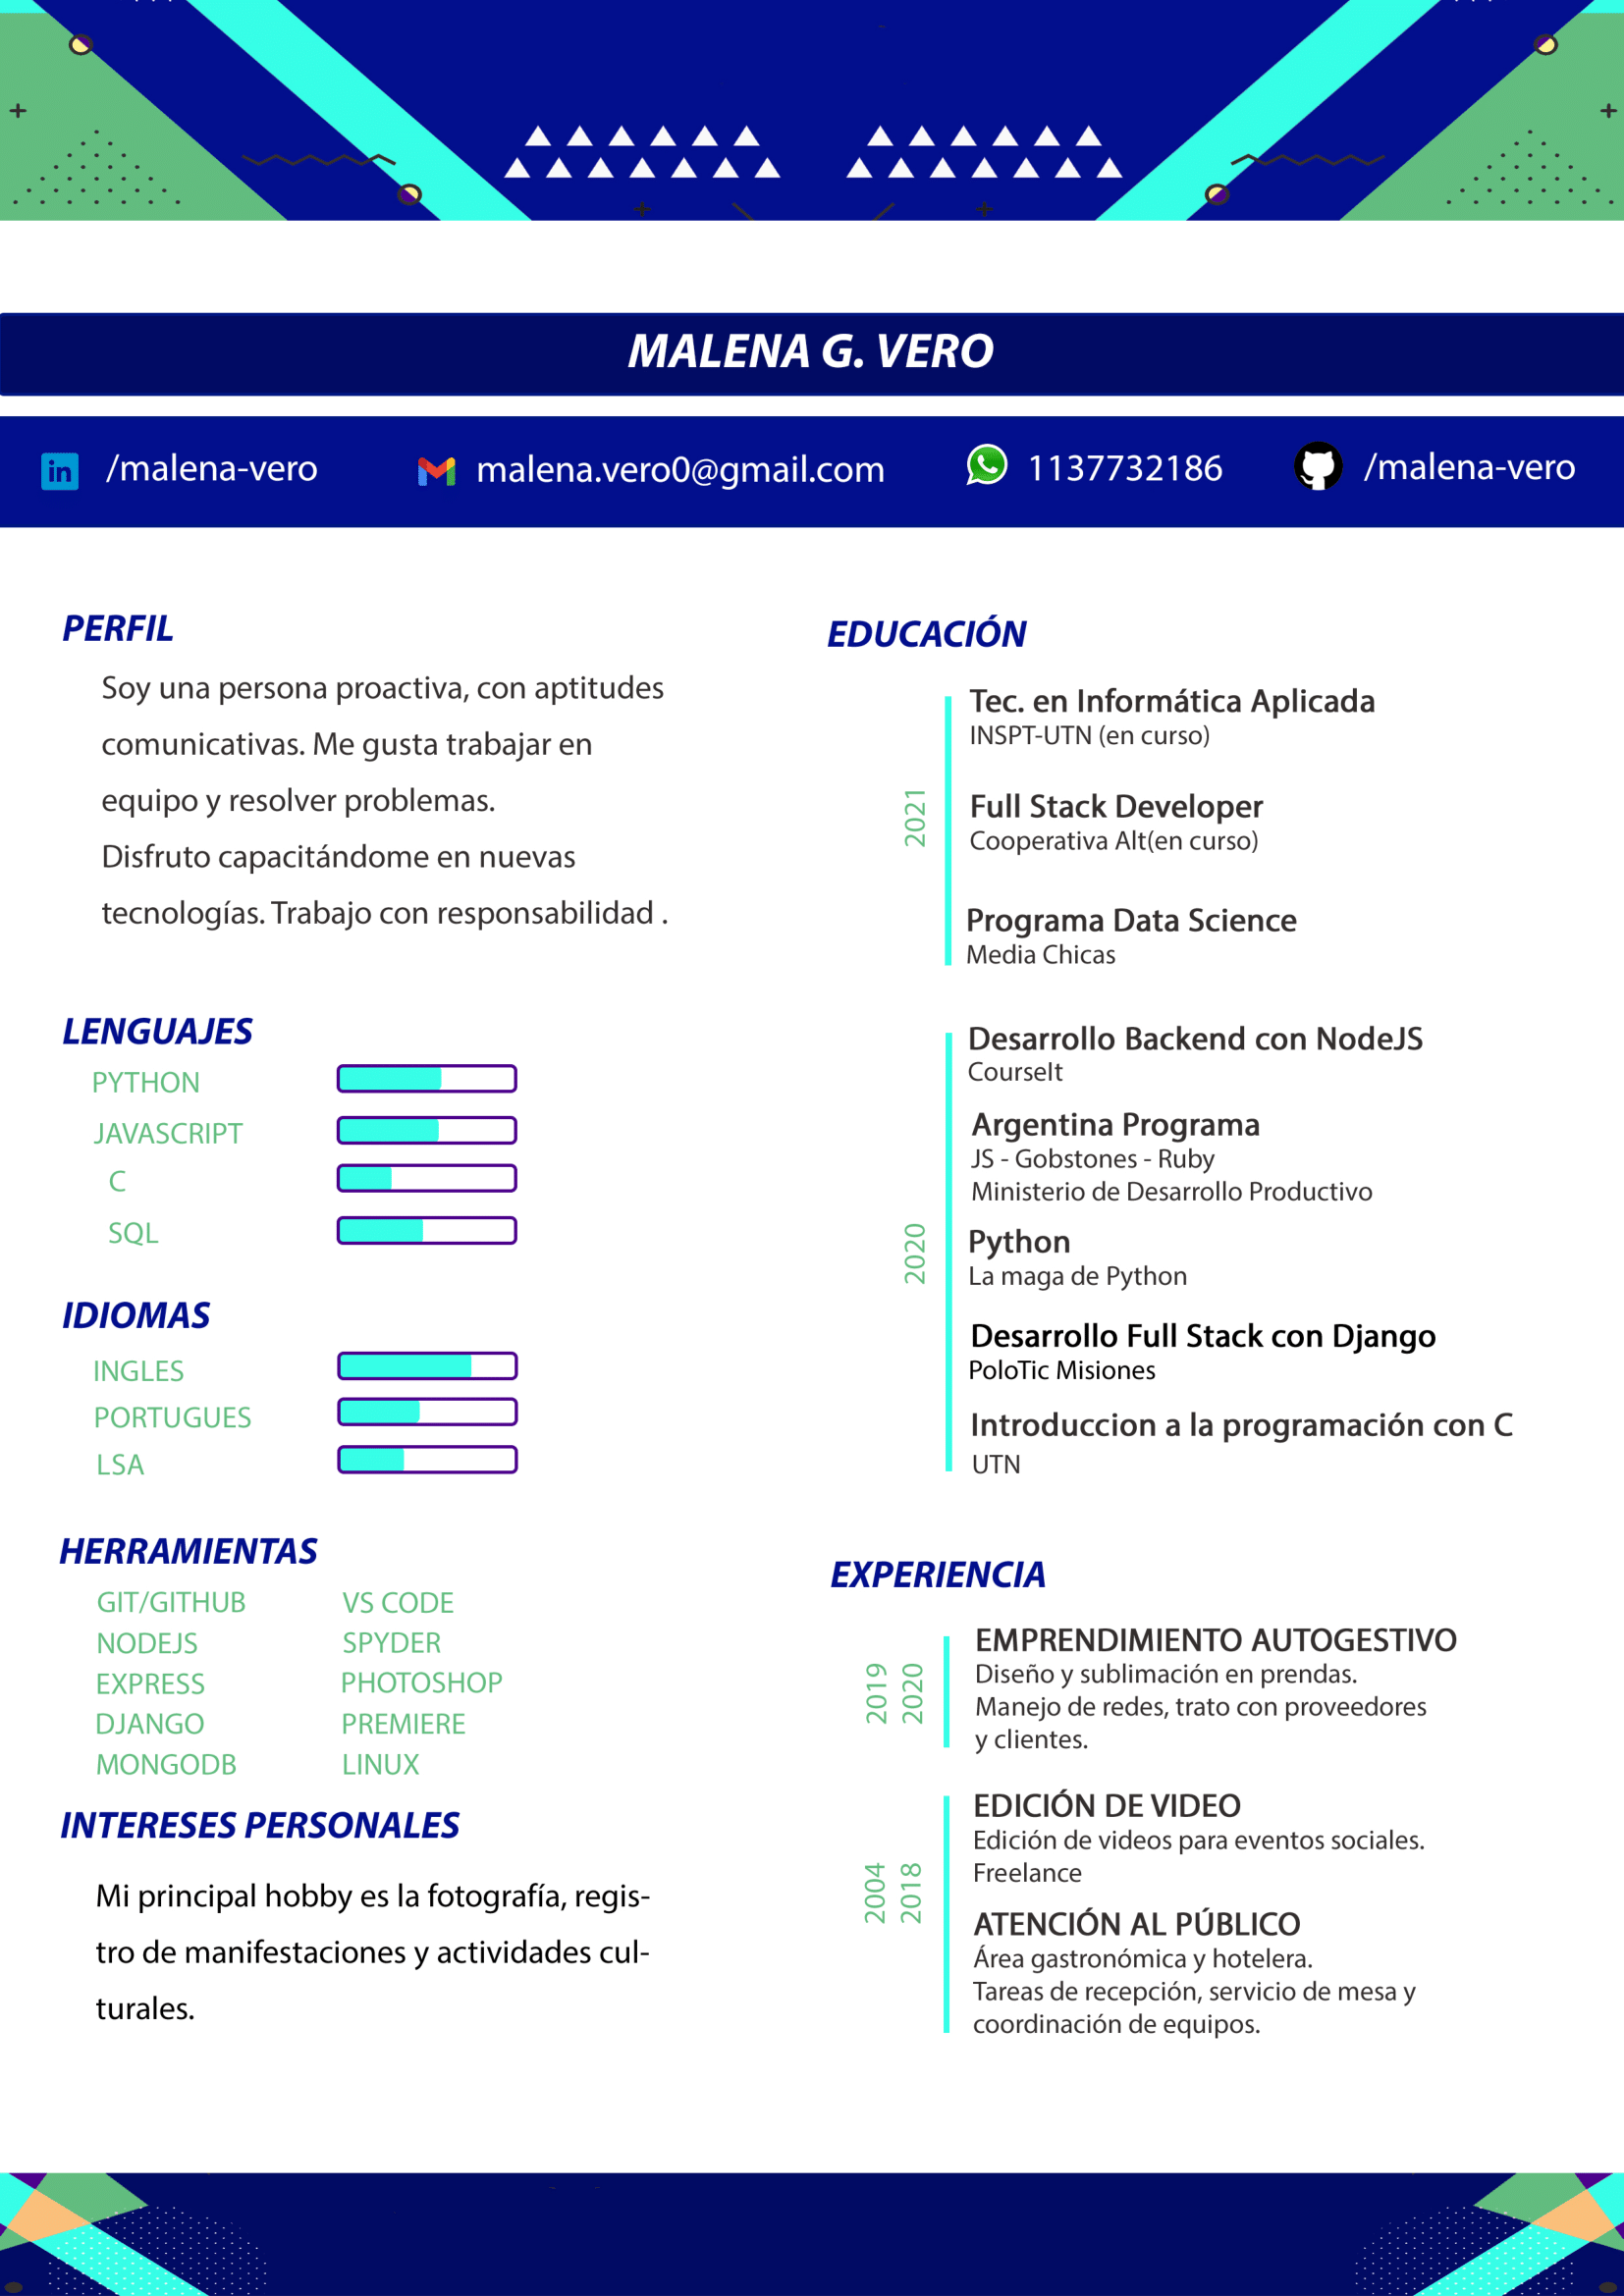 MALENA G. VERO
/malena-vero
malena.vero0@gmail.com
1137732186
/malena-vero
PERFIL
Soy una persona proactiva, con aptitudes
comunicativas. Me gusta trabajar en
equipo y resolver problemas.
Disfruto capacitándome en nuevas
tecnologías. Trabajo con responsabilidad .
LENGUAJES
PYTHON
JAVASCRIPT
C
SQL
IDIOMAS
INGLES
PORTUGUES
LSA
HERRAMIENTAS
GIT/GITHUB
NODEJS
EXPRESS
DJANGO
MONGODB
VS CODE
SPYDER
PHOTOSHOP
PREMIERE
LINUX
INTERESES PERSONALES
Mi principal hobby es la fotografía, regis-
tro de manifestaciones y actividades cul-
turales.
EDUCACIÓN
2021
Tec. en Informática Aplicada
INSPT-UTN (en curso)
Full Stack Developer
Cooperativa Alt(en curso)
Programa Data Science
Media Chicas
2020
Desarrollo Backend con NodeJS
CourseIt
Argentina Programa
JS - Gobstones - Ruby
Ministerio de Desarrollo Productivo
Python
La maga de Python
Desarrollo Full Stack con Django
PoloTic Misiones
Introduccion a la programación con C
UTN
EXPERIENCIA
2019
2020
EMPRENDIMIENTO AUTOGESTIVO
Diseño y sublimación en prendas.
Manejo de redes, trato con proveedores
y clientes.
2004
2018
EDICIÓN DE VIDEO
Edición de videos para eventos sociales.
Freelance
ATENCIÓN AL PÚBLICO
Área gastronómica y hotelera.
Tareas de recepción, servicio de mesa y
coordinación de equipos.